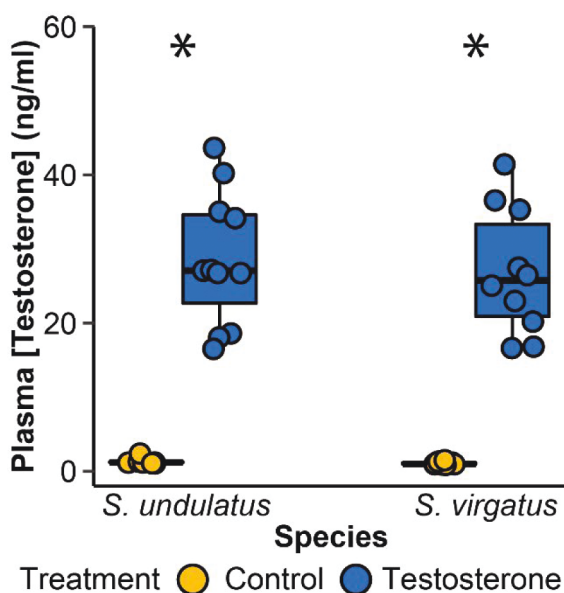 Plasma [Testosterone] (ng/ml)
60
40
20
0
* *
S. undulatus S. virgatus
Species
Treatment Control Testosterone